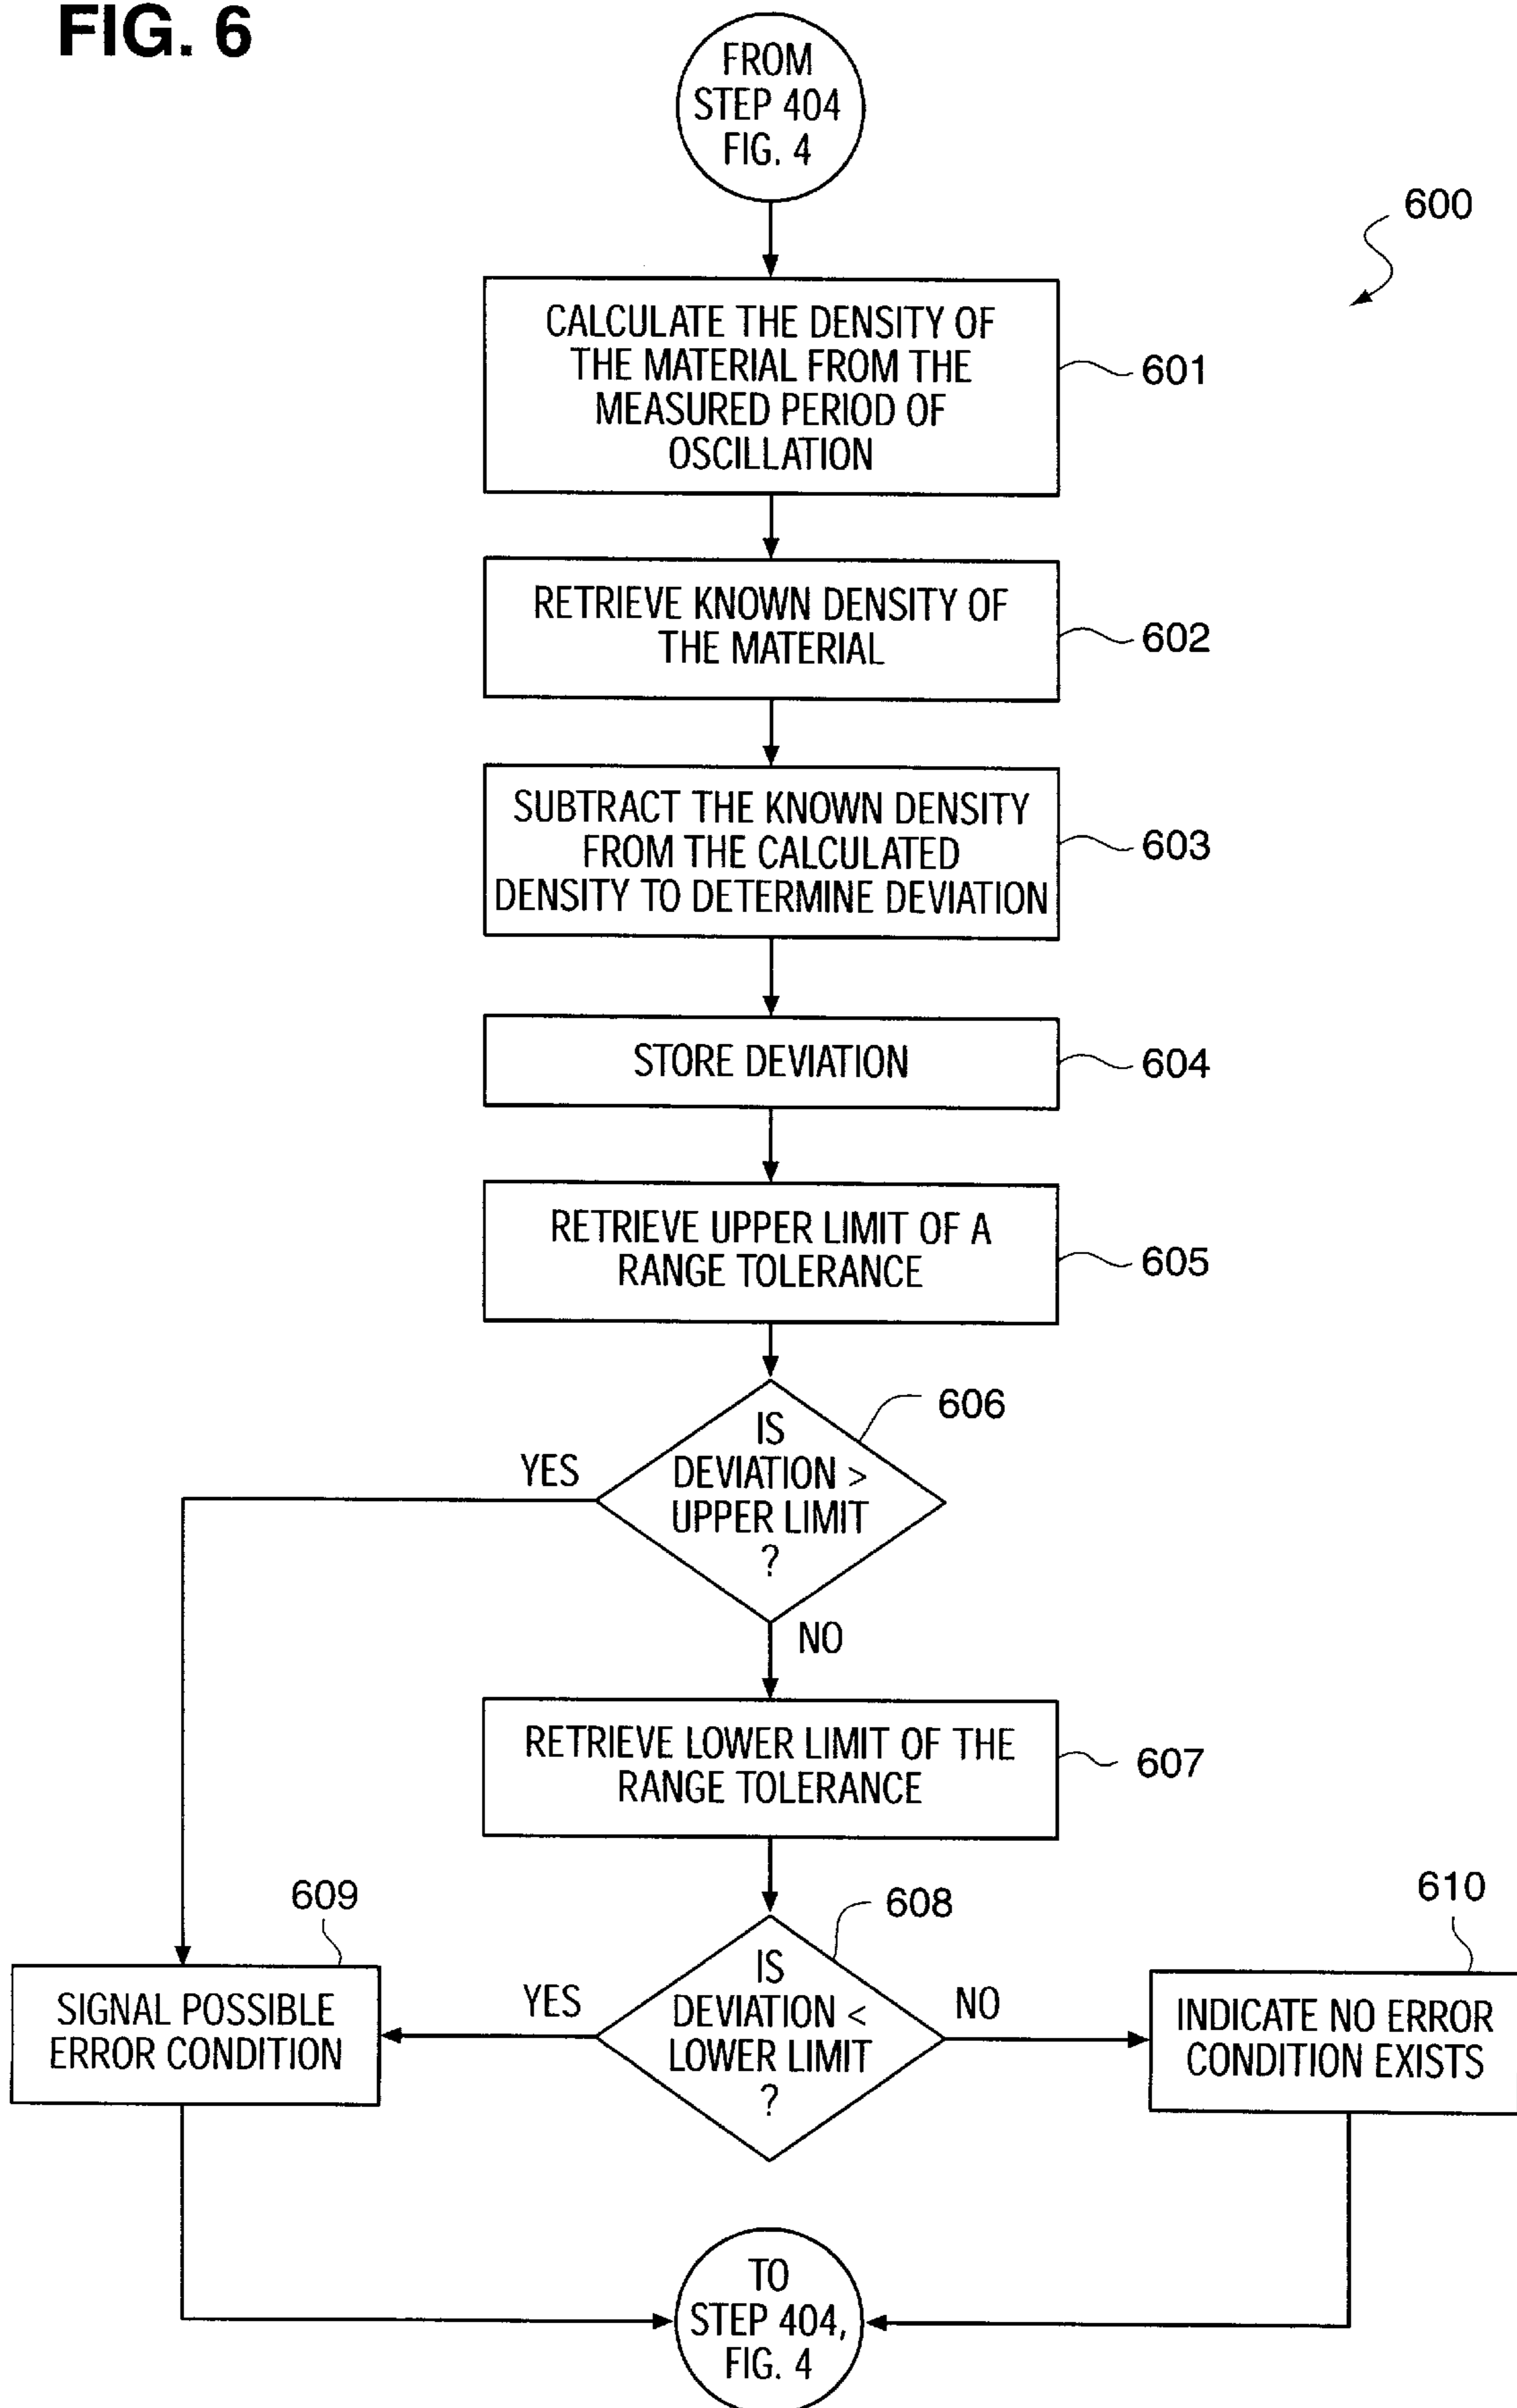 FIG. 6
FROM
STEP 404
FIG. 4
600
CALCULATE THE DENSITY OF
THE MATERIAL FROM THE
MEASURED PERIOD OF
OSCILLATION
601
RETRIEVE KNOWN DENSITY OF
THE MATERIAL
602
SUBTRACT THE KNOWN DENSITY
FROM THE CALCULATED
DENSITY TO DETERMINE DEVIATION
603
STORE DEVIATION
604
RETRIEVE UPPER LIMIT OF A
RANGE TOLERANCE
605
606
IS
DEVIATION >
UPPER LIMIT
?
YES
NO
RETRIEVE LOWER LIMIT OF THE
RANGE TOLERANCE
607
609
608
610
SIGNAL POSSIBLE
ERROR CONDITION
YES
IS
DEVIATION <
LOWER LIMIT
?
NO
INDICATE NO ERROR
CONDITION EXISTS
TO
STEP 404,
FIG. 4